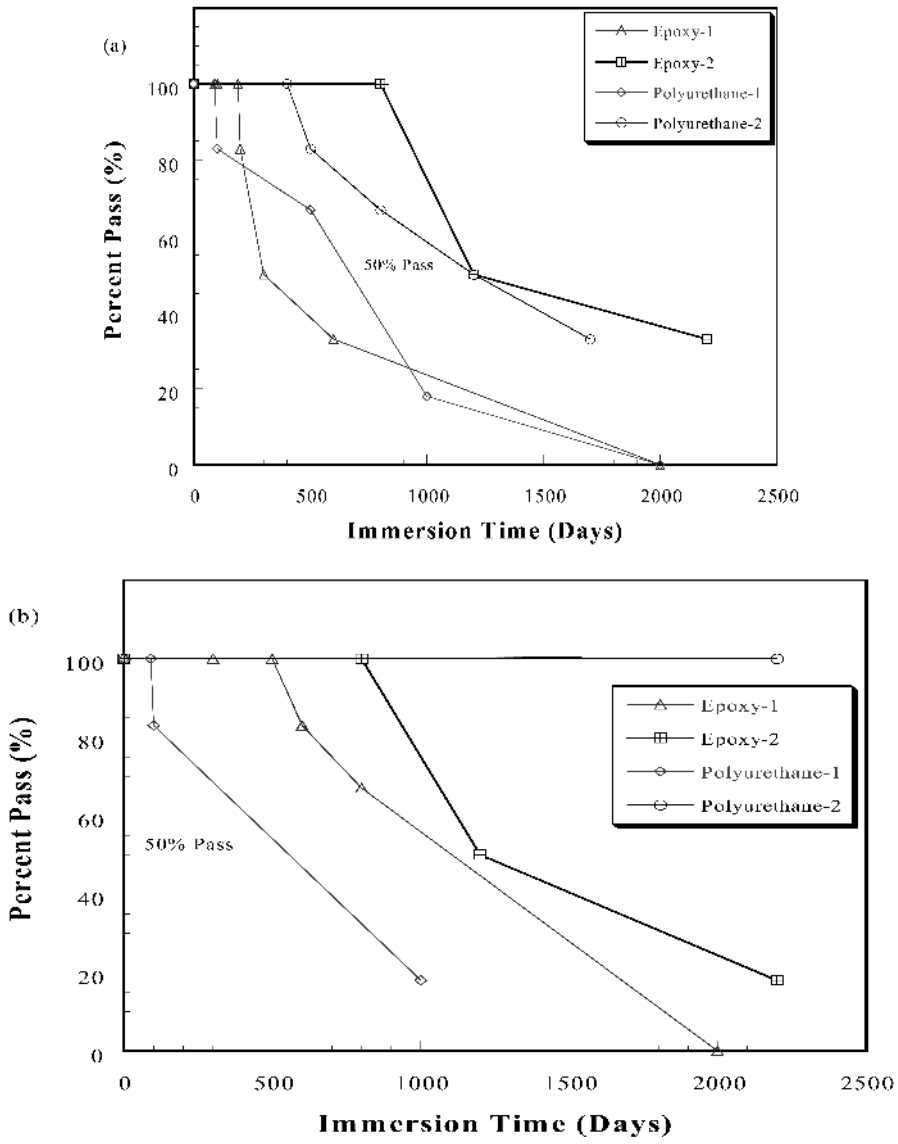 (a)
Epoxy-1
Epoxy-2
Polyurethane-1
Polyurethane-2
Percent Pass (%)
100
80
60
40
20
0
50% Pass
0 500 1000 1500 2000 2500
Immersion Time (Days)
(b)
Epoxy-1
Epoxy-2
Polyurethane-1
Polyurethane-2
Percent Pass (%)
100
80
60
40
20
0
50% Pass
0 500 1000 1500 2000 2500
Immersion Time (Days)